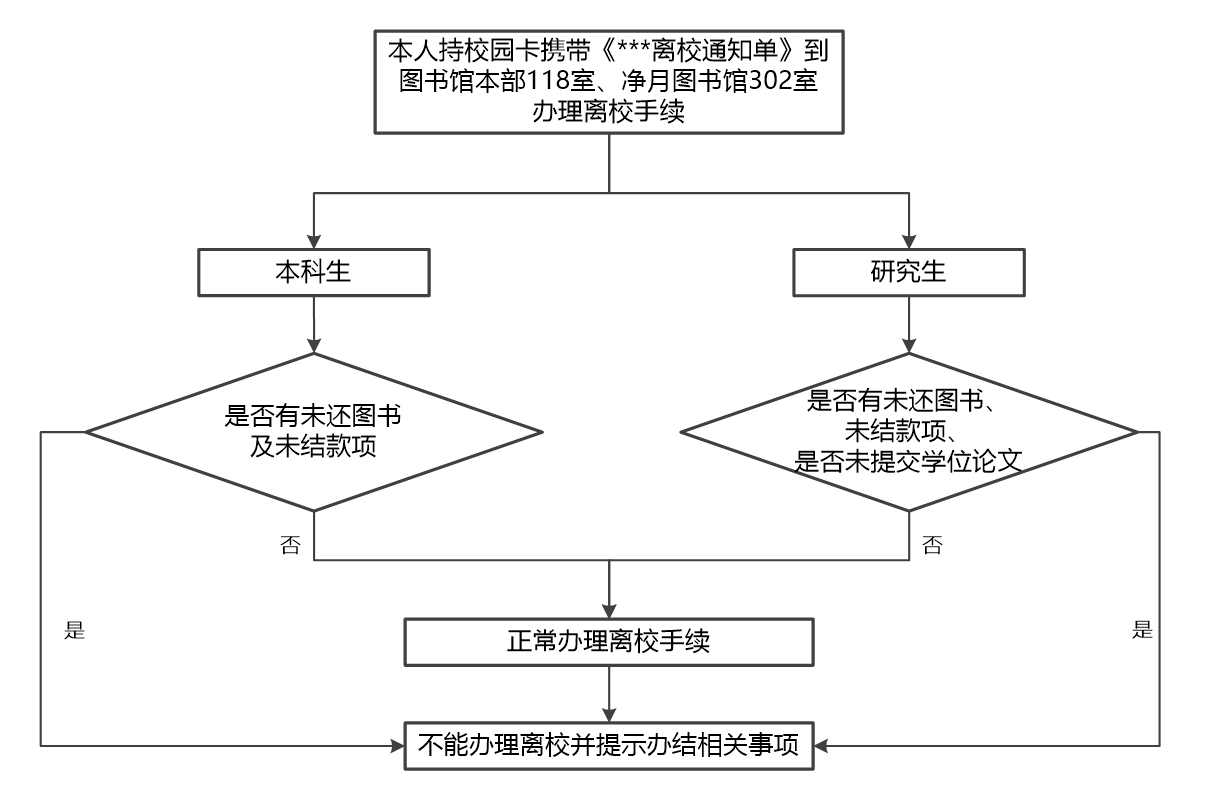 本人持校园卡携带《***离校通知单》到
图书馆本部118室、净月图书馆302室
办理离校手续
本科生
研究生
是否有未还图书
及未结款项
是否有未还图书、
未结款项、
是否未提交学位论文
否
否
是
是
正常办理离校手续
不能办理离校并提示办结相关事项